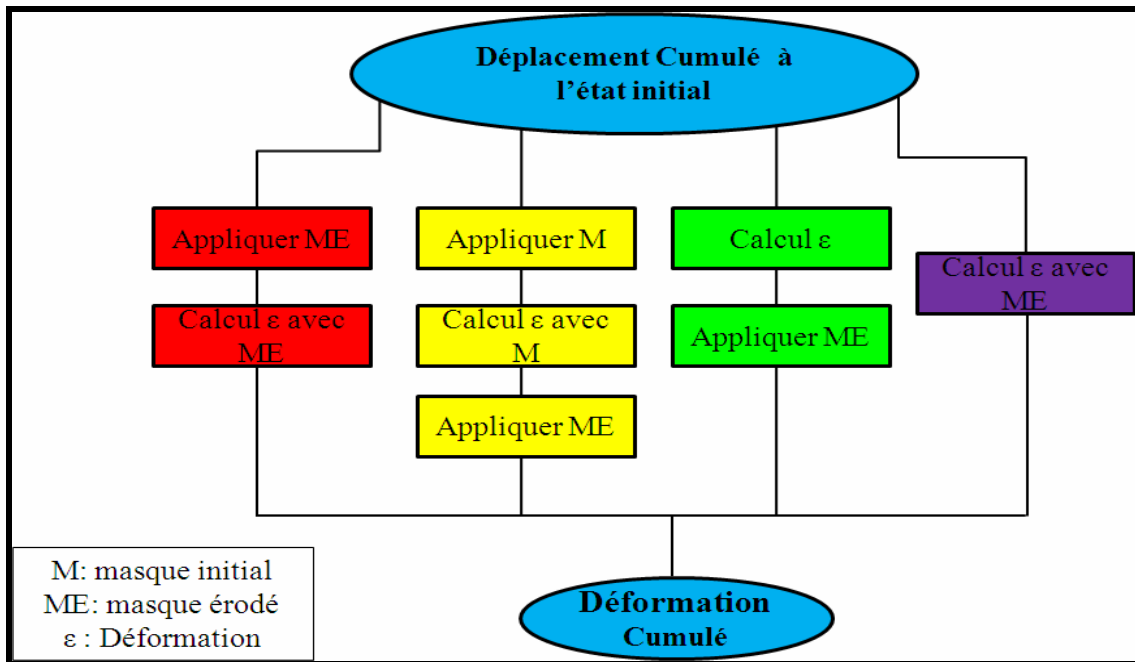 Déplacement Cumulé à
l'état initial
Appliquer ME
Calcul ε avec
ME
Appliquer M
Calcul ε avec
M
Appliquer ME
Calcul ε
Appliquer ME
Calcul ε avec
ME
M: masque initial
ME: masque érodé
ε : Déformation
Déformation
Cumulé